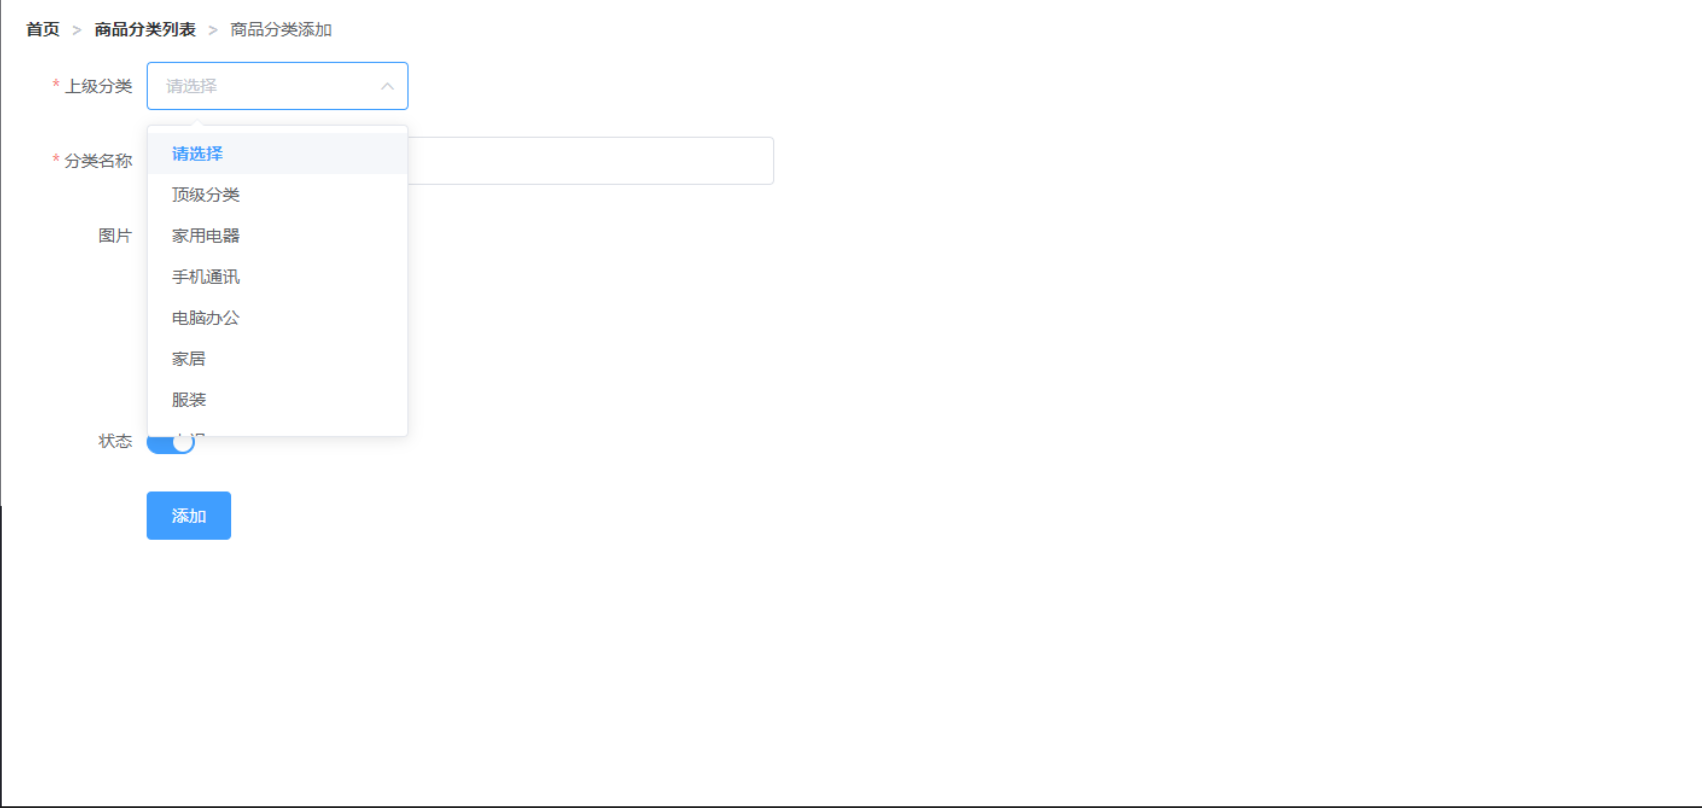 首页 > 商品分类列表 > 商品分类添加
* 上级分类 请选择
请选择
* 分类名称
顶级分类
图片 家用电器
手机通讯
电脑办公
家居
服装
状态
添加